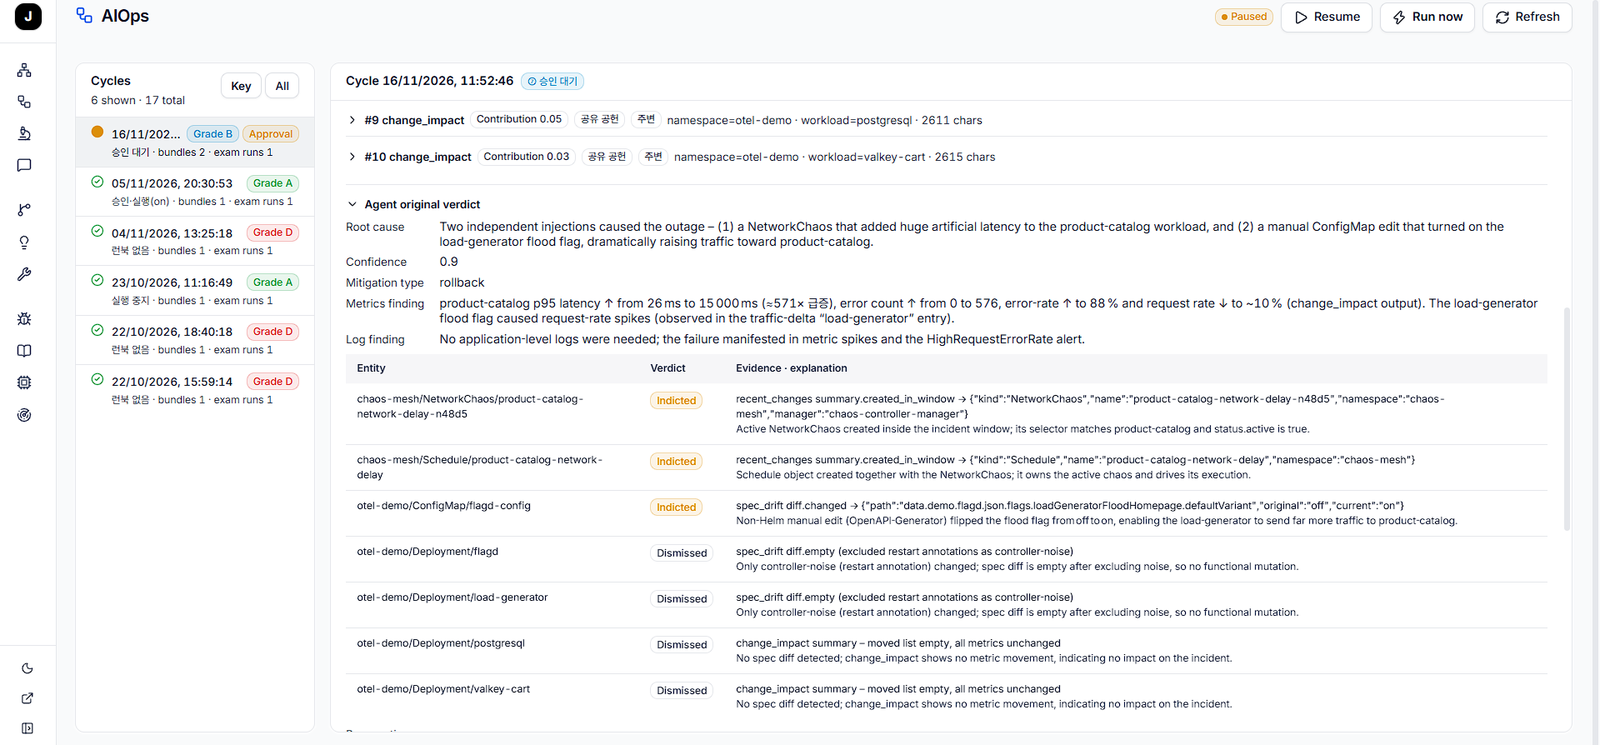 J
AIOps
Paused
Resume
Run now
Refresh
Cycles
6 shown · 17 total
Key
All
16/11/202... Grade B Approval
승인 대기 · bundles 2 · exam runs 1
05/11/2026, 20:30:53 Grade A
승인·실행(on) · bundles 1 · exam runs 1
04/11/2026, 13:25:18 Grade D
런북 없음 · bundles 1 · exam runs 1
23/10/2026, 11:16:49 Grade A
실행 중지 · bundles 1 · exam runs 1
22/10/2026, 18:40:18 Grade D
런북 없음 · bundles 1 · exam runs 1
22/10/2026, 15:59:14 Grade D
런북 없음 · bundles 1 · exam runs 1
Cycle 16/11/2026, 11:52:46 승인 대기
#9 change_impact Contribution 0.05 공유 공헌 주변 namespace=otel-demo · workload=postgresql · 2611 chars
#10 change_impact Contribution 0.03 공유 공헌 주변 namespace=otel-demo · workload=valkey-cart · 2615 chars
Agent original verdict
Root cause Two independent injections caused the outage – (1) a NetworkChaos that added huge artificial latency to the product-catalog workload, and (2) a manual ConfigMap edit that turned on the
load-generator flood flag, dramatically raising traffic toward product-catalog.
Confidence 0.9
Mitigation type rollback
Metrics finding product-catalog p95 latency ↑ from 26 ms to 15 000 ms (≈571× 급증), error count ↑ from 0 to 576, error-rate ↑ to 88 % and request rate ↓ to ~10 % (change_impact output). The load-generator
flood flag caused request-rate spikes (observed in the traffic-delta “load-generator” entry).
Log finding No application-level logs were needed; the failure manifested in metric spikes and the HighRequestErrorRate alert.
Entity Verdict Evidence · explanation
chaos-mesh/NetworkChaos/product-catalog-
network-delay-n48d5
Indicted
recent_changes summary.created_in_window → {"kind":"NetworkChaos","name":"product-catalog-network-delay-n48d5","namespace":"chaos-
mesh","manager":"chaos-controller-manager"}
Active NetworkChaos created inside the incident window; its selector matches product-catalog and status.active is true.
chaos-mesh/Schedule/product-catalog-network-
delay
Indicted
recent_changes summary.created_in_window → {"kind":"Schedule","name":"product-catalog-network-delay","namespace":"chaos-mesh"}
Schedule object created together with the NetworkChaos; it owns the active chaos and drives its execution.
otel-demo/ConfigMap/flagd-config
Indicted
spec_drift diff.changed → {"path":"data.demo.flagd.json.flags.loadGeneratorFloodHomepage.defaultVariant","original":"off","current":"on"}
Non-Helm manual edit (OpenAPI-Generator) flipped the flood flag from off to on, enabling the load-generator to send far more traffic to product-catalog.
otel-demo/Deployment/flagd
Dismissed
spec_drift diff.empty (excluded restart annotations as controller-noise)
Only controller-noise (restart annotation) changed; spec diff is empty after excluding noise, so no functional mutation.
otel-demo/Deployment/load-generator
Dismissed
spec_drift diff.empty (excluded restart annotations as controller-noise)
Only controller-noise (restart annotation) changed; spec diff is empty after excluding noise, so no functional mutation.
otel-demo/Deployment/postgresql
Dismissed
change_impact summary – moved list empty, all metrics unchanged
No spec diff detected; change_impact shows no metric movement, indicating no impact on the incident.
otel-demo/Deployment/valkey-cart
Dismissed
change_impact summary – moved list empty, all metrics unchanged
No spec diff detected; change_impact shows no metric movement, indicating no impact on the incident.